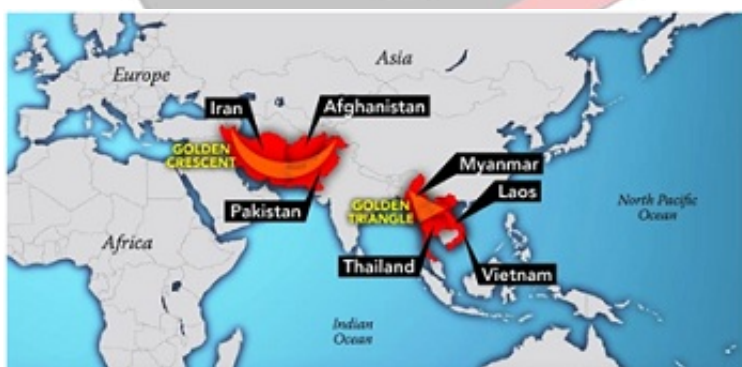 Asia
Europe
Iran
Afghanistan
GOLDEN
CRESCENT
Pakistan
Myanmar
Laos
GOLDEN
TRIANGLE
North Pacific
Ocean
Africa
Thailand
Vietnam
Indian
Ocean